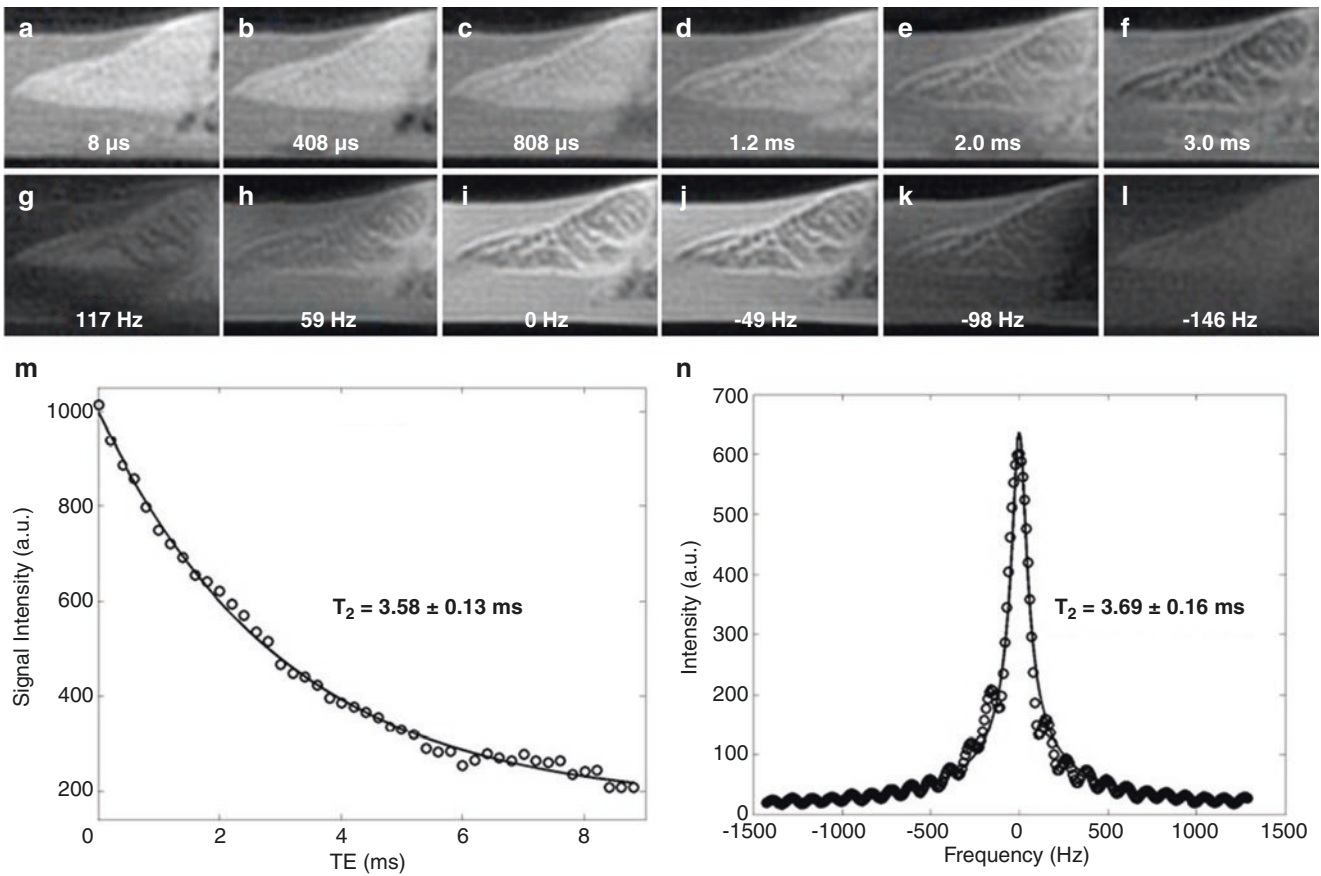 a b c d e f
8 µs 408 µs 808 µs 1.2 ms 2.0 ms 3.0 ms
g h i j k l
117 Hz 59 Hz 0 Hz -49 Hz -98 Hz -146 Hz
m
1000
800
600
400
200
0 2 4 6 8
Signal Intensity (a.u.)
TE (ms)
T₂ = 3.58 ± 0.13 ms
n
700
600
500
400
300
200
100
0
-1500 -1000 -500 0 500 1000 1500
Intensity (a.u.)
Frequency (Hz)
T₂ = 3.69 ± 0.16 ms